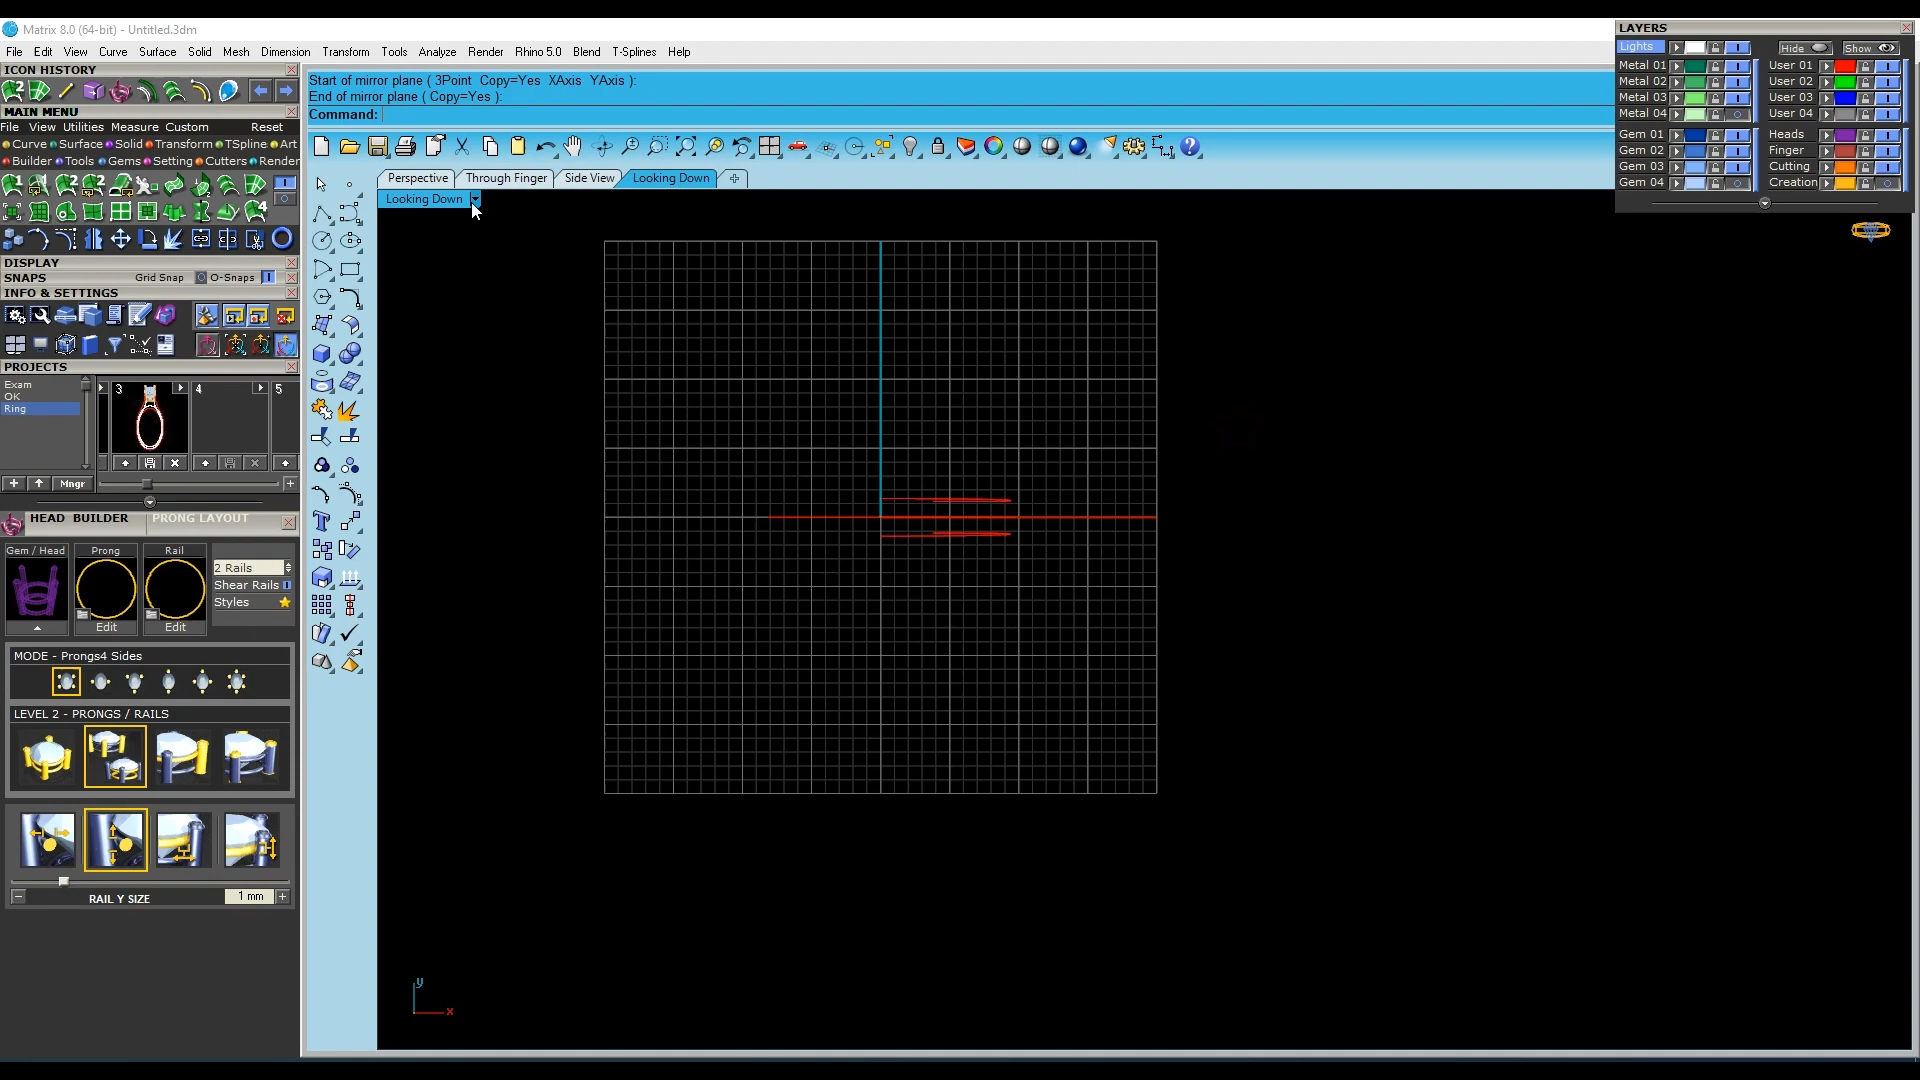 Matrix 8.0 (64-bit) - Untitled.3dm
File Edit View Curve Surface Solid Mesh Dimension Transform Tools Analyze Render Rhino 5.0 Blend T-Splines Help
ICON HISTORY
MAIN MENU
File View Utilities Measure Custom Reset
Curve Surface Solid Transform TSpline Art
Builder Tools Gems Setting Cutters Render
1 2 2
4
DISPLAY
SNAPS Grid Snap O-Snaps
INFO & SETTINGS
PROJECTS
Exam
OK
Ring
3 4 5
Mngr
HEAD BUILDER PRONG LAYOUT
Gem / Head Prong Rail
2 Rails
Shear Rails
Styles
Edit Edit
MODE - Prongs4 Sides
LEVEL 2 - PRONGS / RAILS
RAIL Y SIZE 1 mm
Start of mirror plane ( 3Point Copy=Yes XAxis YAxis ):
End of mirror plane ( Copy=Yes ):
Command:
Perspective Through Finger Side View Looking Down
Looking Down
y
x
LAYERS
Lights Hide Show
Metal 01 User 01
Metal 02 User 02
Metal 03 User 03
Metal 04 User 04
Gem 01 Heads
Gem 02 Finger
Gem 03 Cutting
Gem 04 Creation